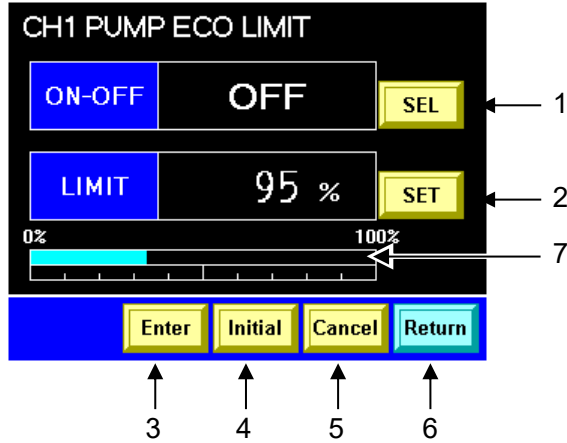 CH1 PUMP ECO LIMIT
ON-OFF OFF SEL 1
LIMIT 95 % SET 2
0% 100%
7
Enter Initial Cancel Return
3 4 5 6